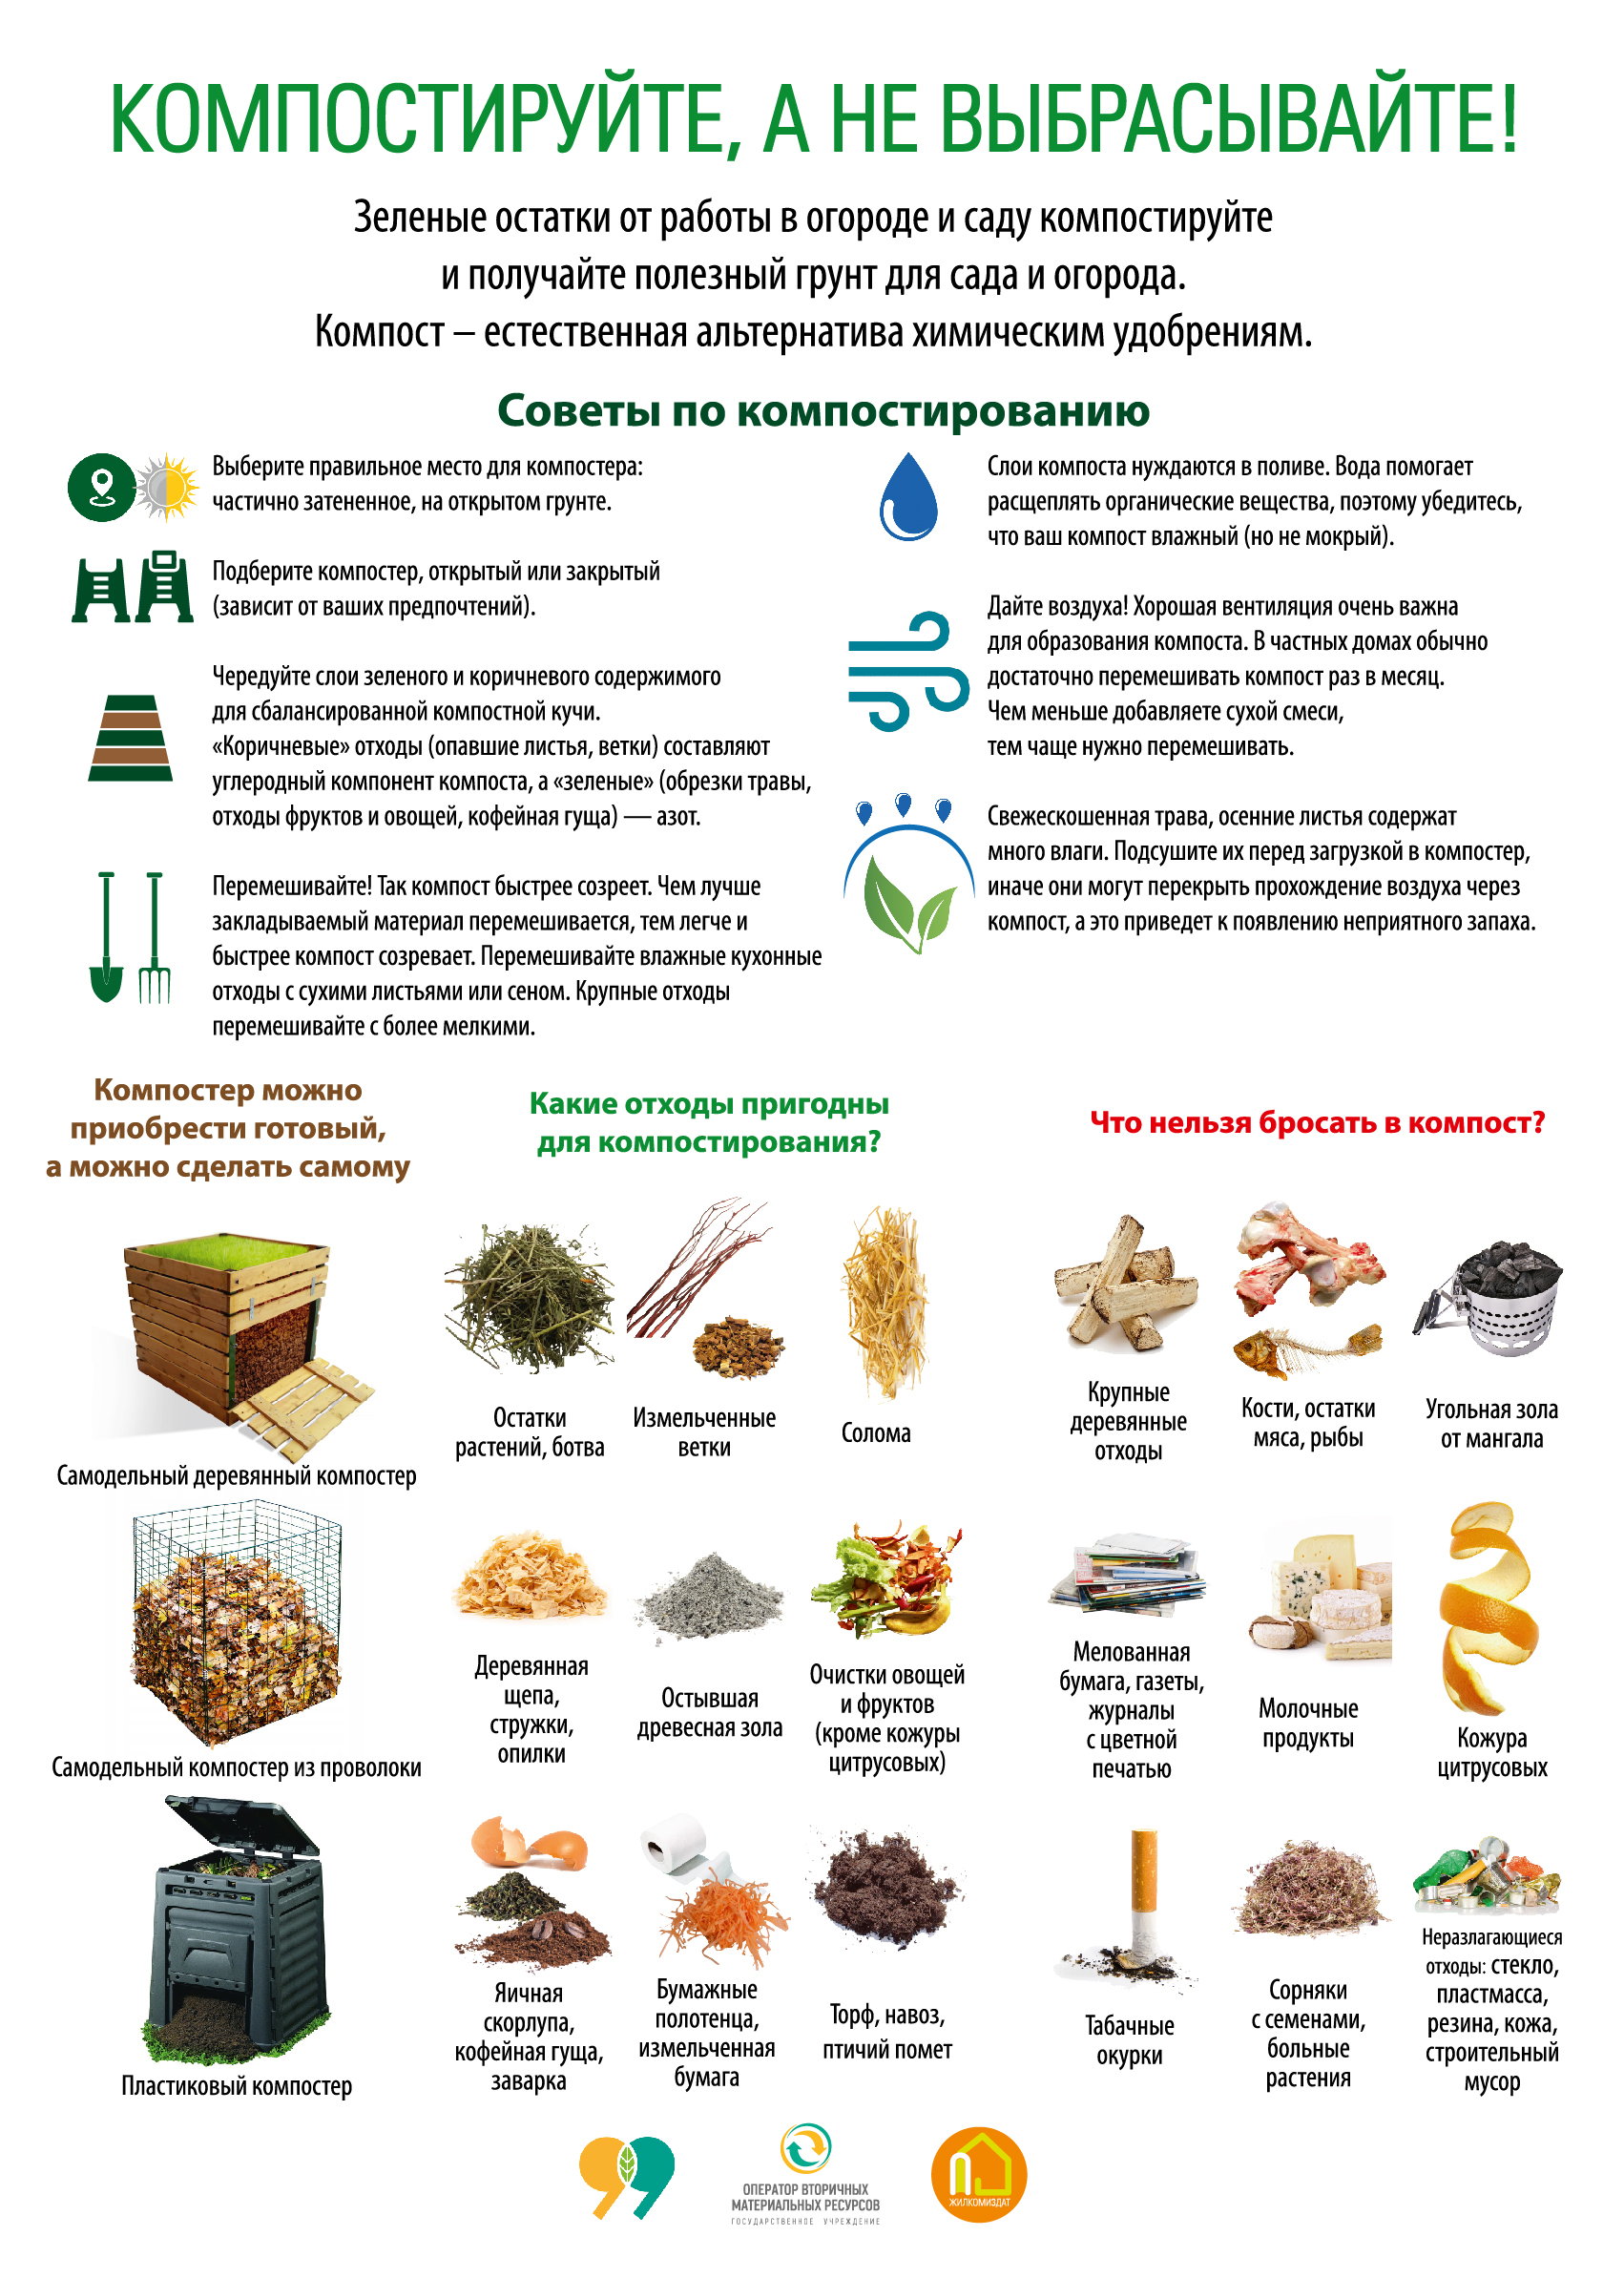 КОМПОСТИРУЙТЕ, А НЕ ВЫБРАСЫВАЙТЕ!
Зеленые остатки от работы в огороде и саду компостируйте
и получайте полезный грунт для сада и огорода.
Компост – естественная альтернатива химическим удобрениям.
Советы по компостированию
Выберите правильное место для компостера:
частично затененное, на открытом грунте.
Подберите компостер, открытый или закрытый
(зависит от ваших предпочтений).
Чередуйте слои зеленого и коричневого содержимого
для сбалансированной компостной кучи.
«Коричневые» отходы (опавшие листья, ветки) составляют
углеродный компонент компоста, а «зеленые» (обрезки травы,
отходы фруктов и овощей, кофейная гуща) — азот.
Перемешивайте! Так компост быстрее созреет. Чем лучше
закладываемый материал перемешивается, тем легче и
быстрее компост созревает. Перемешивайте влажные кухонные
отходы с сухими листьями или сеном. Крупные отходы
перемешивайте с более мелкими.
Слои компоста нуждаются в поливе. Вода помогает
расщеплять органические вещества, поэтому убедитесь,
что ваш компост влажный (но не мокрый).
Дайте воздуха! Хорошая вентиляция очень важна
для образования компоста. В частных домах обычно
достаточно перемешивать компост раз в месяц.
Чем меньше добавляете сухой смеси,
тем чаще нужно перемешивать.
Свежескошенная трава, осенние листья содержат
много влаги. Подсушите их перед загрузкой в компостер,
иначе они могут перекрыть прохождение воздуха через
компост, а это приведет к появлению неприятного запаха.
Компостер можно
приобрести готовый,
а можно сделать самому
Самодельный деревянный компостер
Самодельный компостер из проволоки
Пластиковый компостер
Какие отходы пригодны
для компостирования?
Остатки
растений, ботва
Измельченные
ветки
Солома
Деревянная
щепа,
стружки,
опилки
Остывшая
древесная зола
Очистки овощей
и фруктов
(кроме кожуры
цитрусовых)
Яичная
скорлупа,
кофейная гуща,
заварка
Бумажные
полотенца,
измельченная
бумага
Торф, навоз,
птичий помет
Что нельзя бросать в компост?
Крупные
деревянные
отходы
Кости, остатки
мяса, рыбы
Угольная зола
от мангала
Мелованная
бумага, газеты,
журналы
с цветной
печатью
Молочные
продукты
Кожура
цитрусовых
Табачные
окурки
Сорняки
с семенами,
больные
растения
Неразлагающиеся
отходы: стекло,
пластмасса,
резина, кожа,
строительный
мусор
ОПЕРАТОР ВТОРИЧНЫХ
МАТЕРИАЛЬНЫХ РЕСУРСОВ
ГОСУДАРСТВЕННОЕ УЧРЕЖДЕНИЕ
ЖИЛКОМИЗДАТ